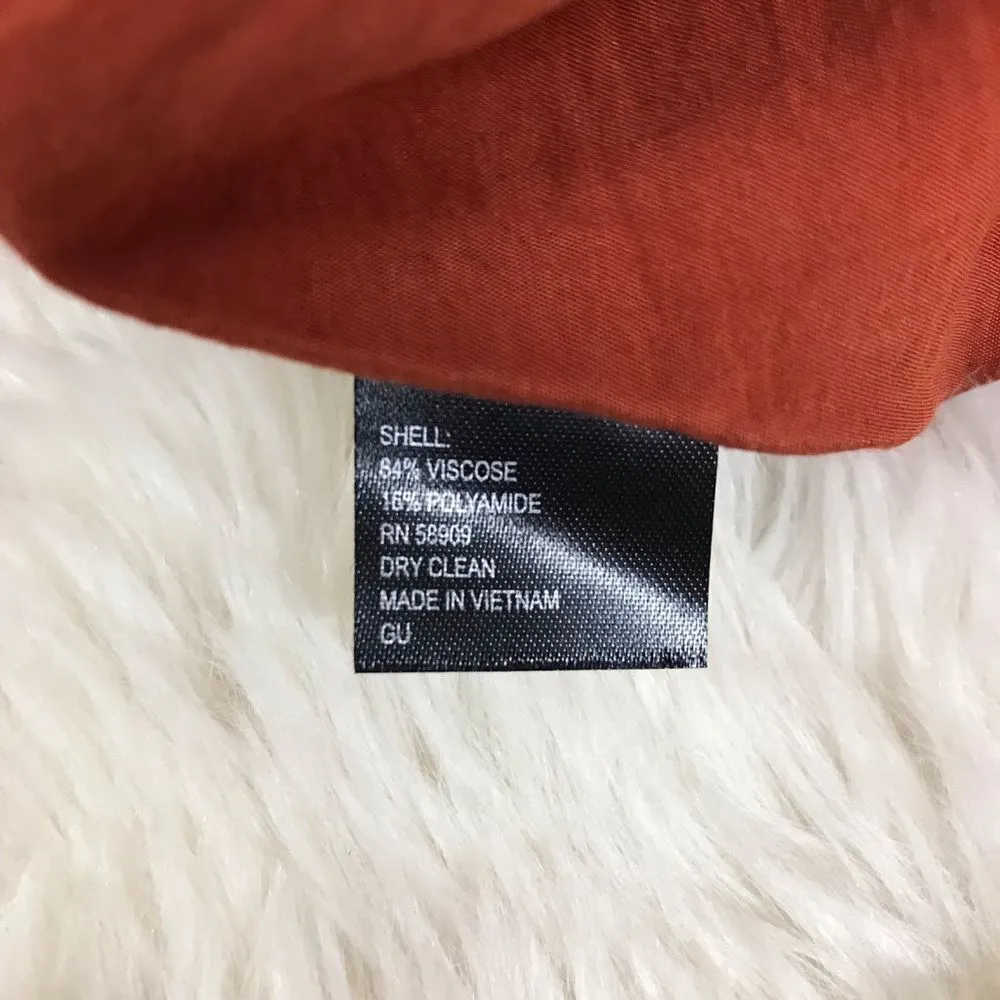 SHELL:
84% VISCOSE
16% POLYAMIDE
RN 58909
DRY CLEAN
MADE IN VIETNAM
GU